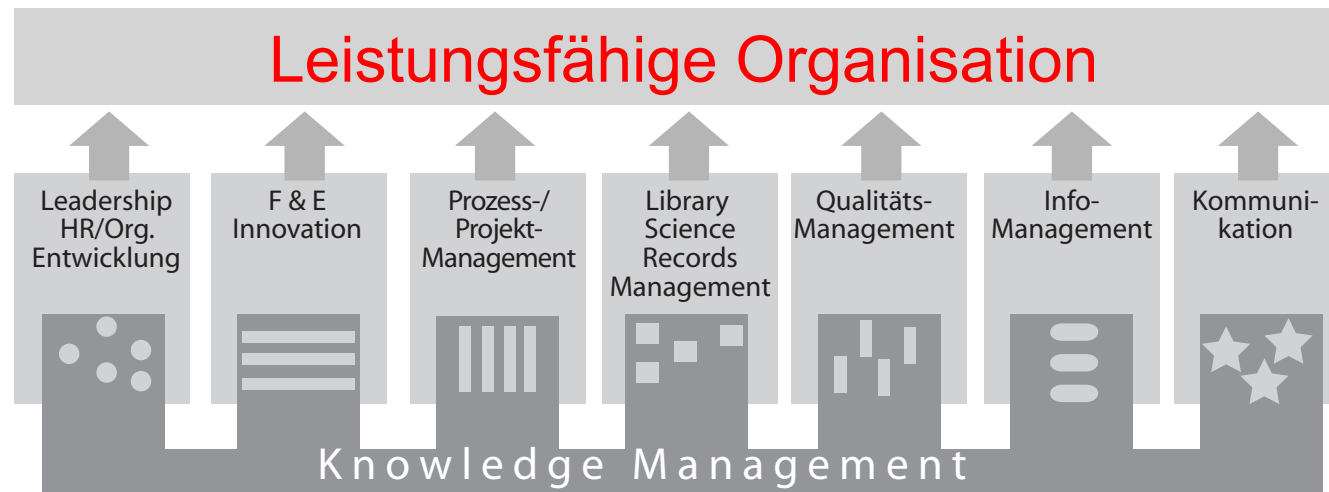 Leistungsfähige Organisation
Leadership
HR/Org.
Entwicklung
F & E
Innovation
Prozess-/
Projekt-
Management
Library
Science
Records
Management
Qualitäts-
Management
Info-
Management
Kommuni-
kation
Knowledge Management